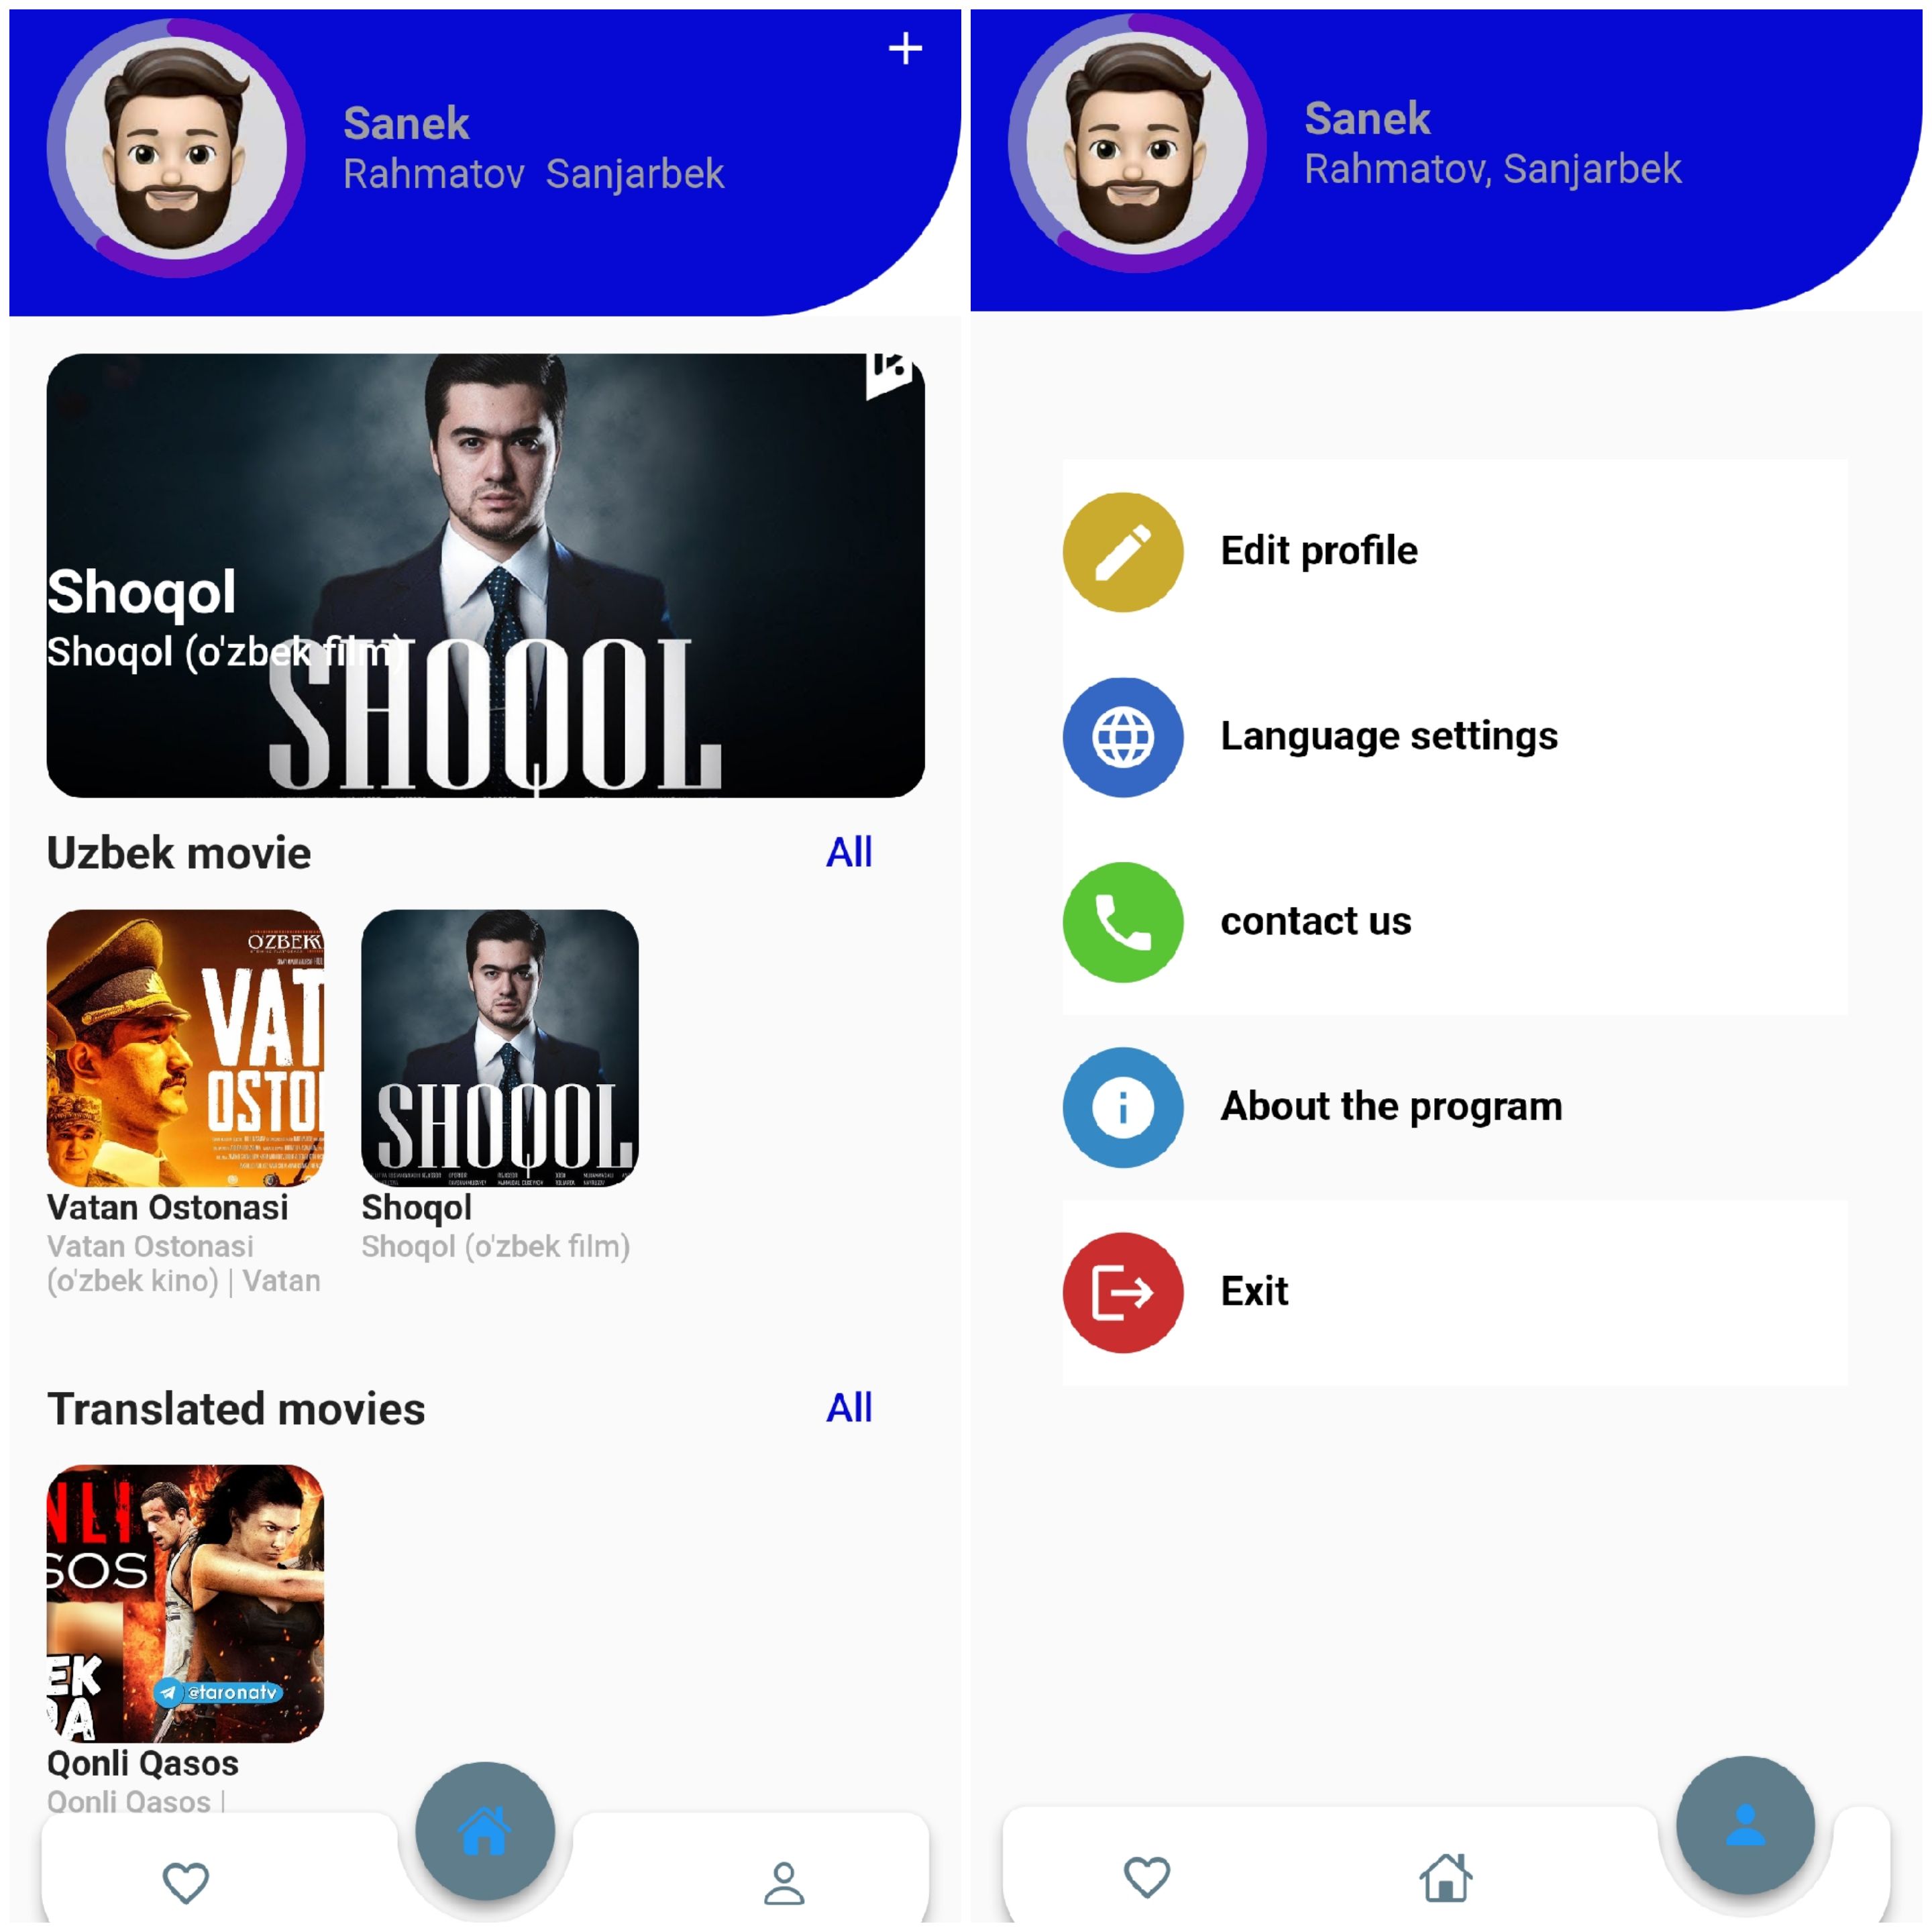 Sanek
Rahmatov Sanjarbek
Shoqol
Shoqol (o'zbek film)
SHOQOL
Uzbek movie
All
O'ZBEK
VAT
OSTO
SHOQOL
Vatan Ostonasi
Shoqol
Vatan Ostonasi
(o'zbek kino) | Vatan
Shoqol (o'zbek film)
Translated movies
All
NLI
SOS
EK
DA
@taronatv
Qonli Qasos
Qonli Qasos |
Sanek
Rahmatov, Sanjarbek
Edit profile
Language settings
contact us
About the program
Exit